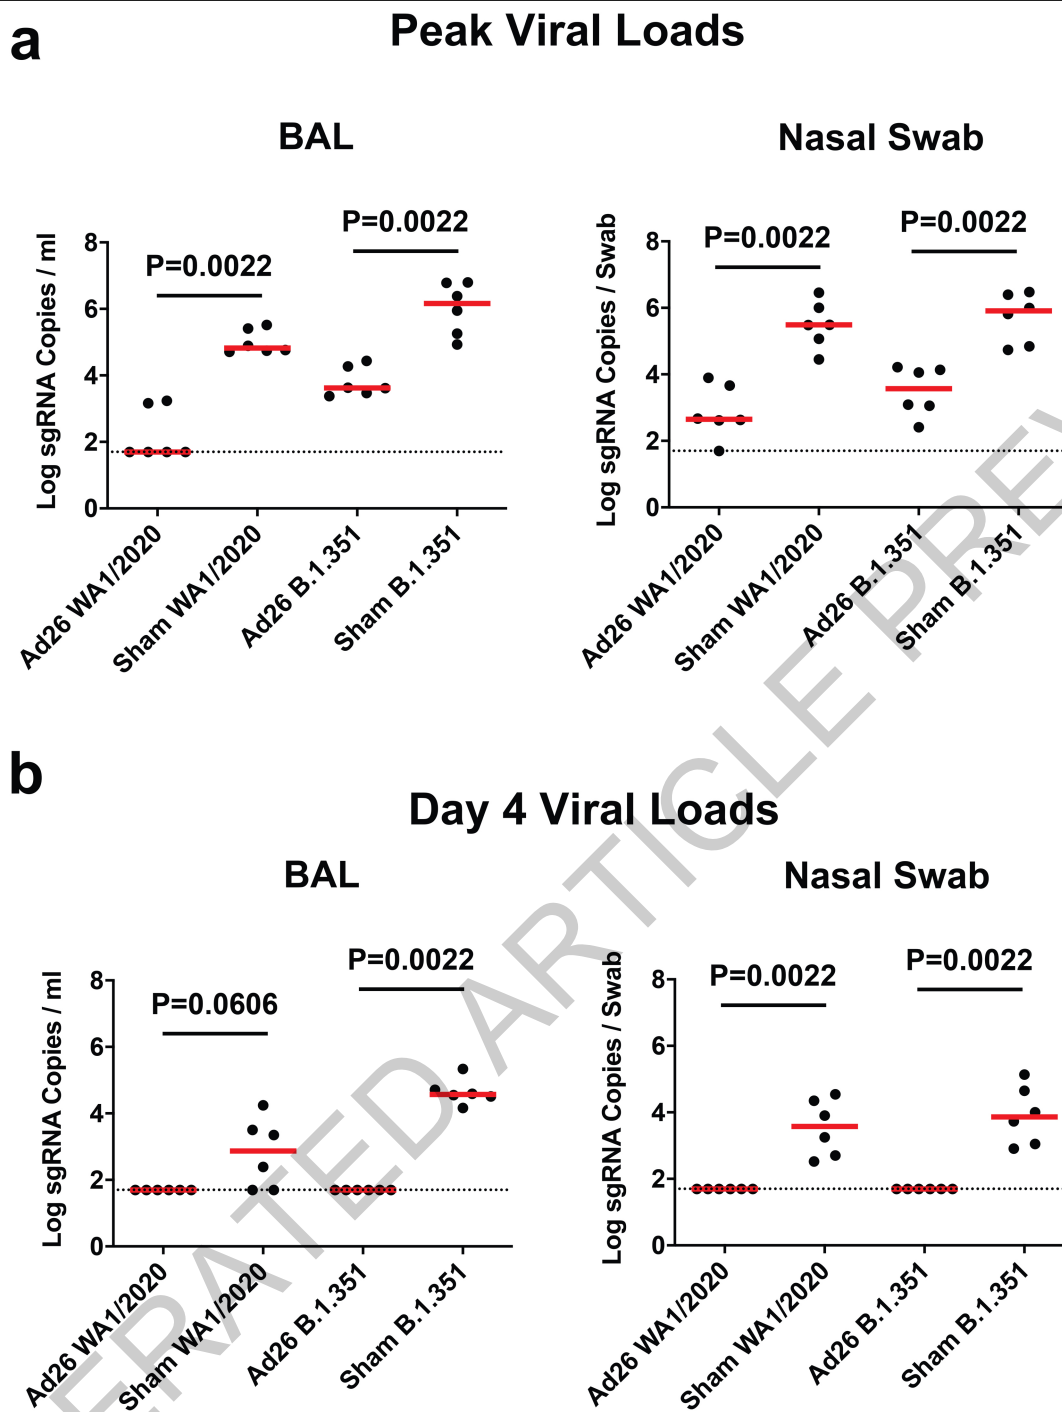 a
Peak Viral Loads
BAL
Log sgRNA Copies / ml
8
6
4
2
0
P=0.0022
P=0.0022
Ad26 WA1/2020
Sham WA1/2020
Ad26 B.1.351
Sham B.1.351
Nasal Swab
Log sgRNA Copies / Swab
8
6
4
2
0
P=0.0022
P=0.0022
Ad26 WA1/2020
Sham WA1/2020
Ad26 B.1.351
Sham B.1.351
b
Day 4 Viral Loads
BAL
Log sgRNA Copies / ml
8
6
4
2
0
P=0.0606
P=0.0022
Ad26 WA1/2020
Sham WA1/2020
Ad26 B.1.351
Sham B.1.351
Nasal Swab
Log sgRNA Copies / Swab
8
6
4
2
0
P=0.0022
P=0.0022
Ad26 WA1/2020
Sham WA1/2020
Ad26 B.1.351
Sham B.1.351
ERATED ARTICLE PREV